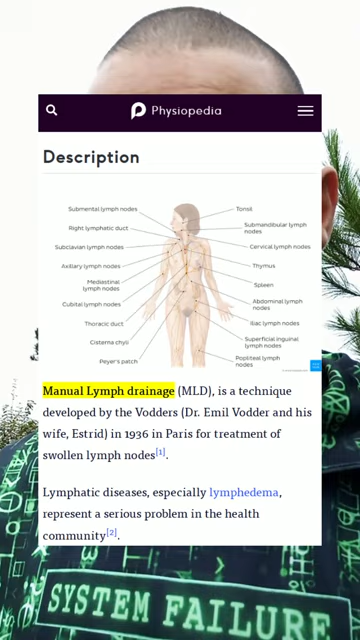 Physiopedia
Description
Submental lymph nodes
Right lymphatic duct
Subclavian lymph nodes
Axillary lymph nodes
Mediastinal
lymph nodes
Cubital lymph nodes
Thoracic duct
Cisterna chyli
Peyer's patch
Tonsil
Submandibular lymph
nodes
Cervical lymph nodes
Thymus
Spleen
Abdominal lymph
nodes
Iliac lymph nodes
Superficial inguinal
lymph nodes
Popliteal lymph
nodes
Manual Lymph drainage (MLD), is a technique
developed by the Vodders (Dr. Emil Vodder and his
wife, Estrid) in 1936 in Paris for treatment of
swollen lymph nodes[1].
Lymphatic diseases, especially lymphedema,
represent a serious problem in the health
community[2].
SYSTEM FAILURE